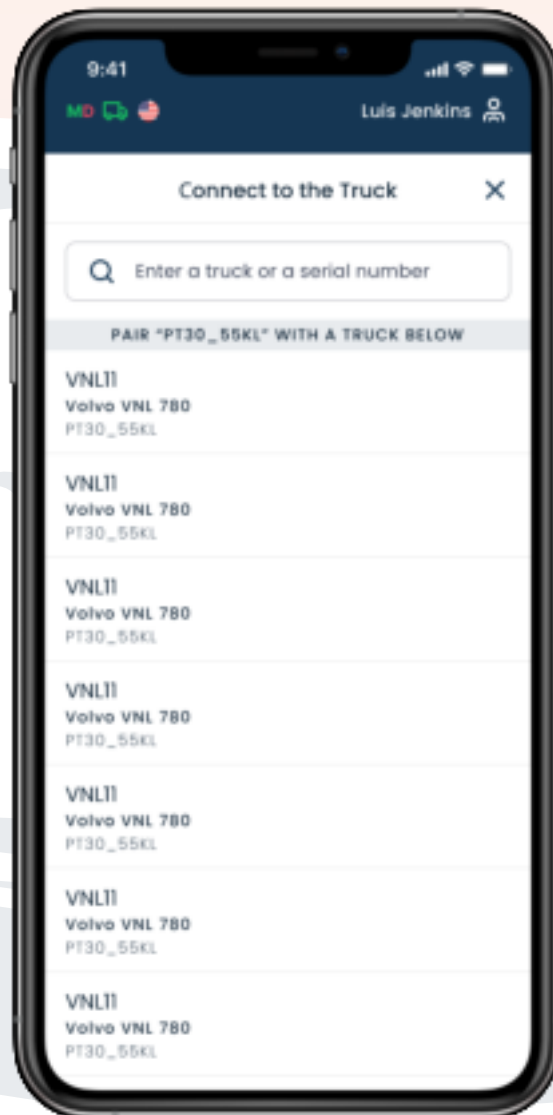 9:41
MD
Luis Jenkins
Connect to the Truck
Enter a truck or a serial number
PAIR "PT30_55KL" WITH A TRUCK BELOW
VNL11
Volvo VNL 780
PT30_55KL
VNL11
Volvo VNL 780
PT30_55KL
VNL11
Volvo VNL 780
PT30_55KL
VNL11
Volvo VNL 780
PT30_55KL
VNL11
Volvo VNL 780
PT30_55KL
VNL11
Volvo VNL 780
PT30_55KL
VNL11
Volvo VNL 780
PT30_55KL